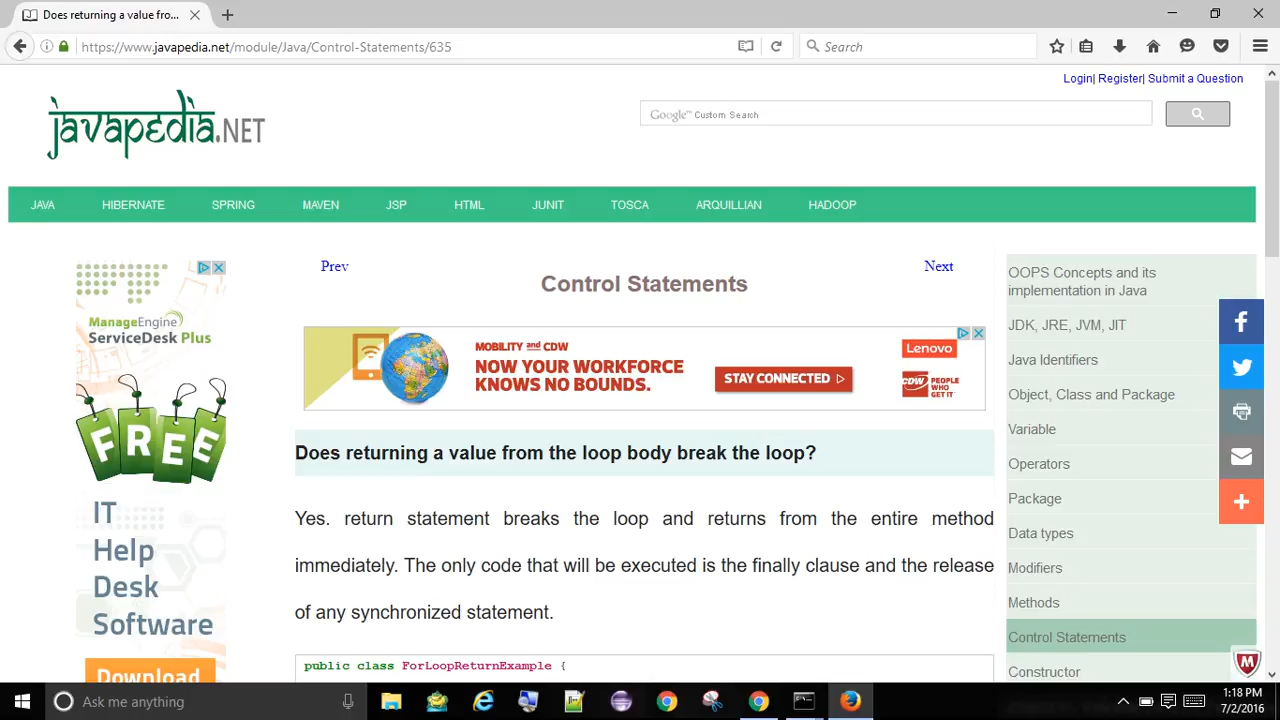 Does returning a value fro...
https://www.javapedia.net/module/Java/Control-Statements/635
Search
Login| Register| Submit a Question
javapedia.NET
Google™ Custom Search
JAVA HIBERNATE SPRING MAVEN JSP HTML JUNIT TOSCA ARQUILLIAN HADOOP
Prev
Next
Control Statements
ManageEngine
ServiceDesk Plus
FREE
IT
Help
Desk
Software
Download
MOBILITY and CDW
NOW YOUR WORKFORCE
KNOWS NO BOUNDS.
STAY CONNECTED
Lenovo
CDW PEOPLE
WHO
GET IT
Does returning a value from the loop body break the loop?
Yes. return statement breaks the loop and returns from the entire method
immediately. The only code that will be executed is the finally clause and the release
of any synchronized statement.
public class ForLoopReturnExample {
OOPS Concepts and its
implementation in Java
JDK, JRE, JVM, JIT
Java Identifiers
Object, Class and Package
Variable
Operators
Package
Data types
Modifiers
Methods
Control Statements
Constructor
Ask me anything
1:18 PM
7/2/2016